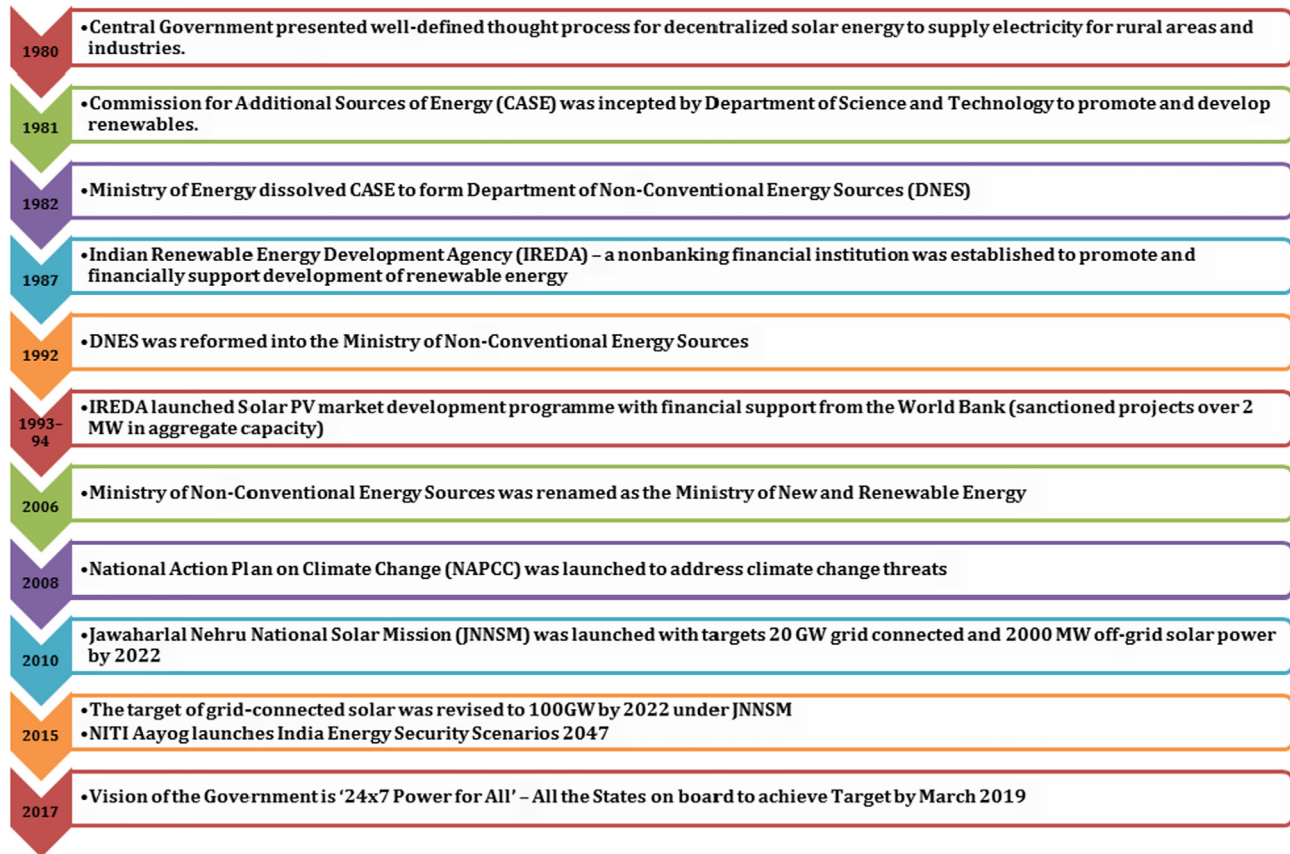 1980
•Central Government presented well-defined thought process for decentralized solar energy to supply electricity for rural areas and
industries.
1981
•Commission for Additional Sources of Energy (CASE) was incepted by Department of Science and Technology to promote and develop
renewables.
1982
•Ministry of Energy dissolved CASE to form Department of Non-Conventional Energy Sources (DNES)
1987
•Indian Renewable Energy Development Agency (IREDA) – a nonbanking financial institution was established to promote and
financially support development of renewable energy
1992
•DNES was reformed into the Ministry of Non-Conventional Energy Sources
1993–
94
•IREDA launched Solar PV market development programme with financial support from the World Bank (sanctioned projects over 2
MW in aggregate capacity)
2006
•Ministry of Non-Conventional Energy Sources was renamed as the Ministry of New and Renewable Energy
2008
•National Action Plan on Climate Change (NAPCC) was launched to address climate change threats
2010
•Jawaharlal Nehru National Solar Mission (JNNSM) was launched with targets 20 GW grid connected and 2000 MW off-grid solar power
by 2022
2015
•The target of grid-connected solar was revised to 100GW by 2022 under JNNSM
•NITI Aayog launches India Energy Security Scenarios 2047
2017
•Vision of the Government is ‘24x7 Power for All’ – All the States on board to achieve Target by March 2019